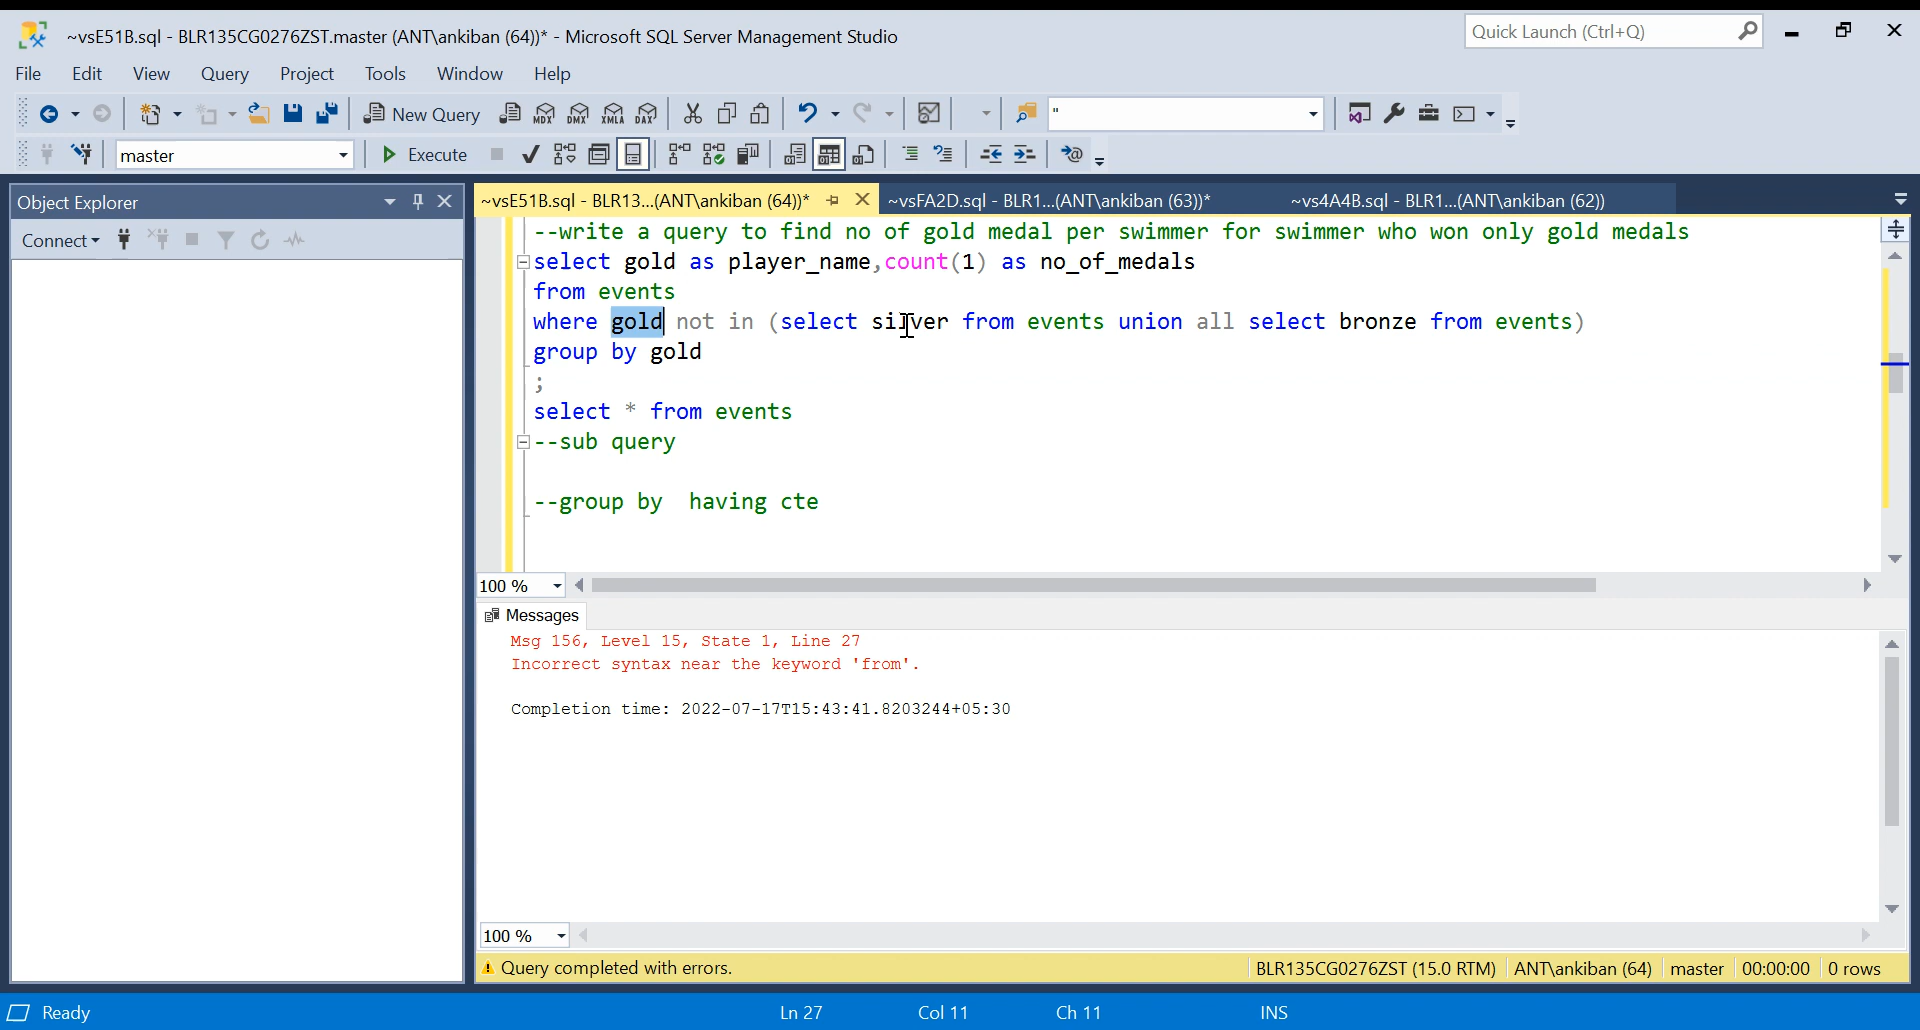 ~vsE51B.sql - BLR135CG0276ZST.master (ANT\ankiban (64))* - Microsoft SQL Server Management Studio
Quick Launch (Ctrl+Q)
File Edit View Query Project Tools Window Help
New Query MDX DMX XMLA DAX "
master Execute
Object Explorer
~vsE51B.sql - BLR13...(ANT\ankiban (64))* ~vsFA2D.sql - BLR1...(ANT\ankiban (63))* ~vs4A4B.sql - BLR1...(ANT\ankiban (62))
Connect
--write a query to find no of gold medal per swimmer for swimmer who won only gold medals
select gold as player_name,count(1) as no_of_medals
from events
where gold not in (select silver from events union all select bronze from events)
group by gold
;
select * from events
--sub query
--group by  having cte
100 %
Messages
Msg 156, Level 15, State 1, Line 27
Incorrect syntax near the keyword 'from'.
Completion time: 2022-07-17T15:43:41.8203244+05:30
100 %
Query completed with errors. BLR135CG0276ZST (15.0 RTM) ANT\ankiban (64) master 00:00:00 0 rows
Ready Ln 27 Col 11 Ch 11 INS